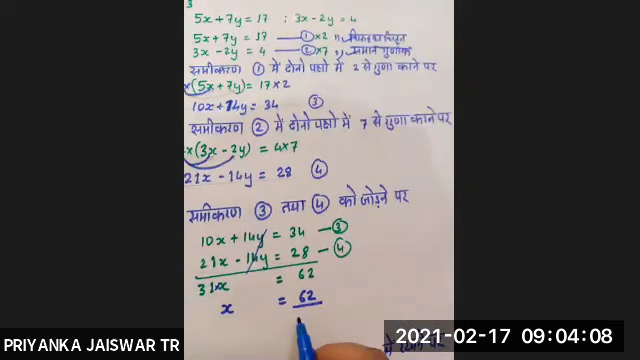 3
5x + 7y = 17 ; 3x - 2y = 4
5x + 7y = 17 — ① ×2
3x - 2y = 4 — ② ×7 समान गुणांक
समीकरण ① में दोनो पक्षो में 2 से गुणा करने पर
×(5x + 7y) = 17×2
10x + 14y = 34 ③
समीकरण ② में दोनों पक्षों में 7 से गुणा करने पर
×(3x - 2y) = 4×7
21x - 14y = 28 ④
समीकरण ③ तथा ④ को जोड़ने पर
10x + 14y = 34 — ③
21x - 14y = 28 — ④
31x = 62
x = 62
में
PRIYANKA JAISWAR TR
2021-02-17 09:04:08